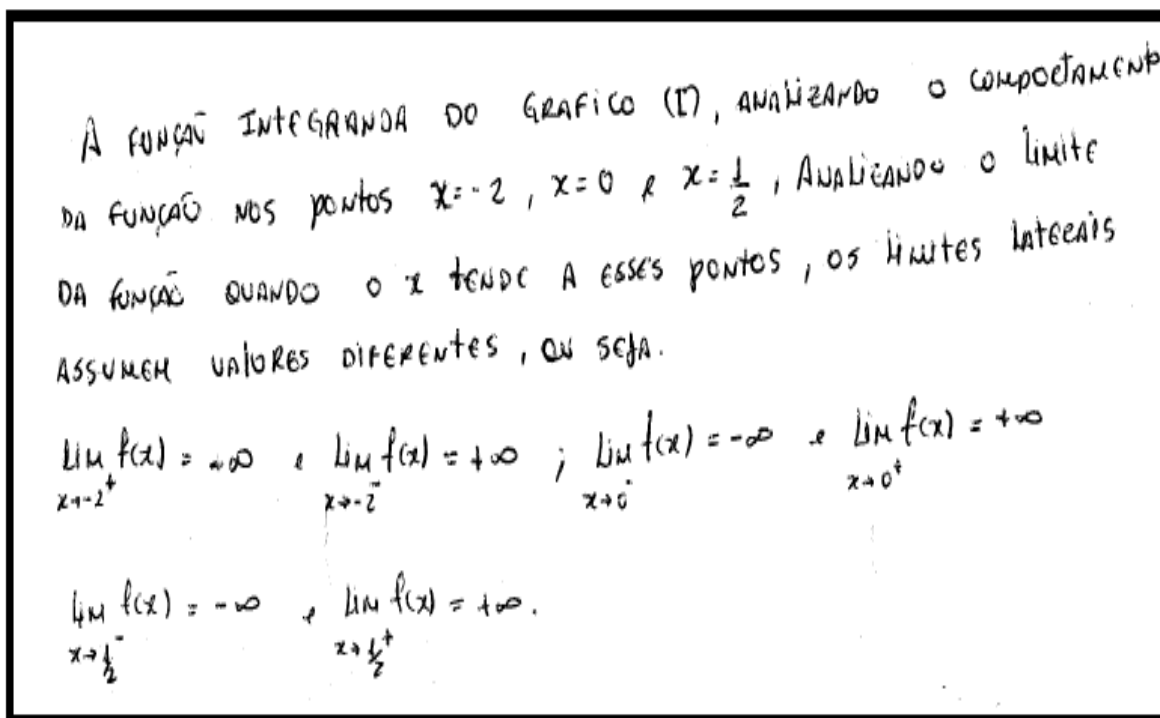 A FUNÇÃO INTEGRANDA DO GRAFICO (I), ANALIZANDO O COMPORTAMENTO
DA FUNÇÃO NOS PONTOS x=-2, x=0 e x=1/2, ANALIZANDO O LIMITE
DA FUNÇÃO QUANDO O x TENDE A ESSES PONTOS, OS LIMITES LATERAIS
ASSUMEM VALORES DIFERENTES, OU SEJA.
Lim f(x) = -∞ e Lim f(x) = +∞ ; Lim f(x) = -∞ e Lim f(x) = +∞
x→-2⁺ x→-2⁻ x→0⁻ x→0⁺
Lim f(x) = -∞ e Lim f(x) = +∞.
x→1/2⁻ x→1/2⁺